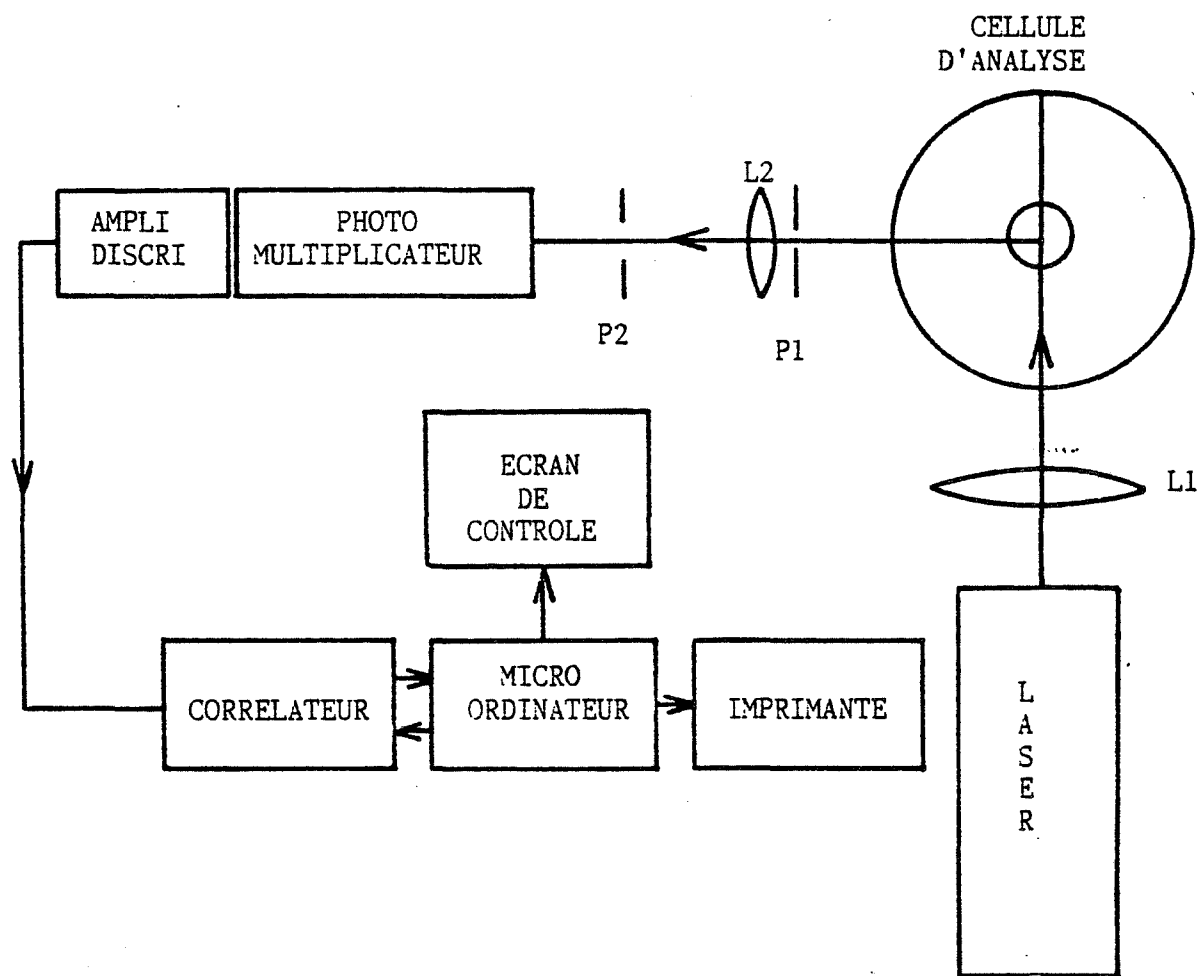 CELLULE
D'ANALYSE
L2
AMPLI
DISCRI
PHOTO
MULTIPLICATEUR
P2
P1
ECRAN
DE
CONTROLE
L1
CORRELATEUR
MICRO
ORDINATEUR
IMPRIMANTE
L
A
S
E
R